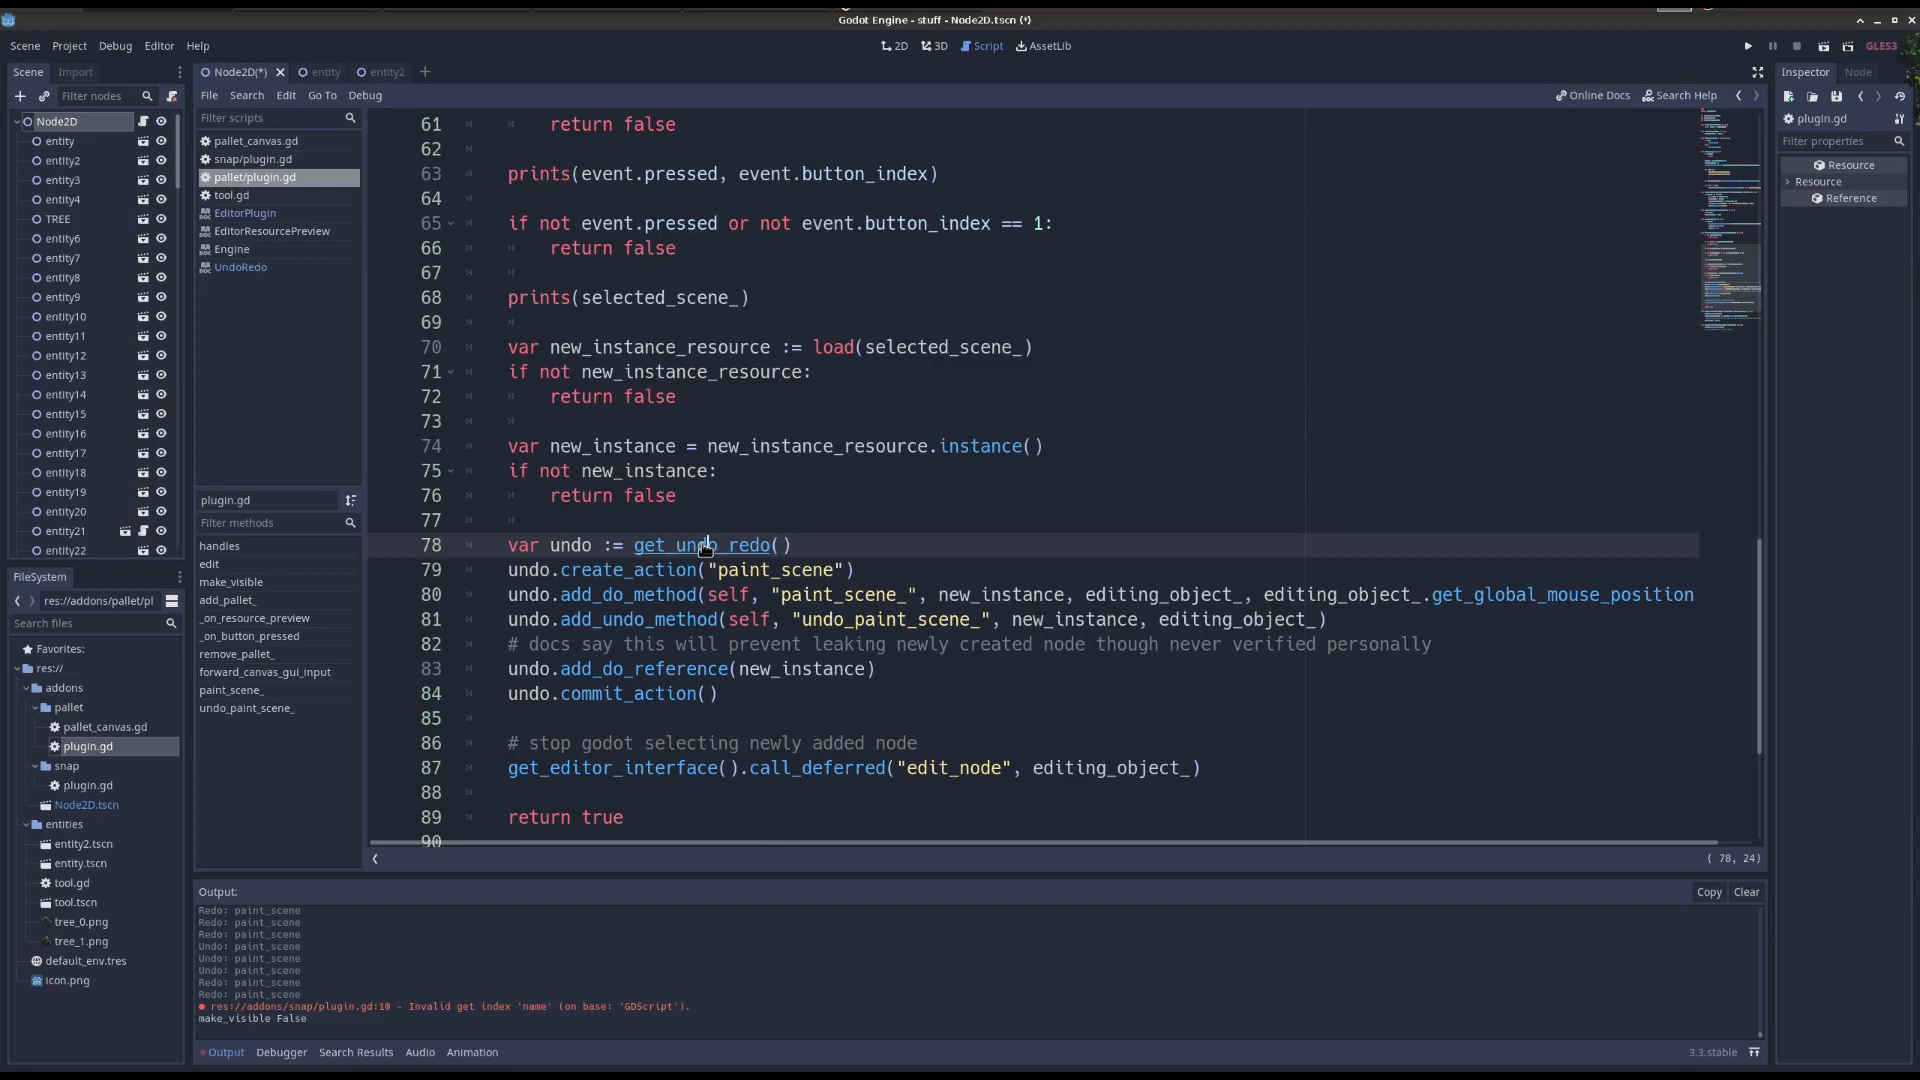 Godot Engine - stuff - Node2D.tscn (*)
Scene Project Debug Editor Help
2D 3D Script AssetLib
GLES3
Scene Import
Filter nodes
Node2D
entity
entity2
entity3
entity4
TREE
entity6
entity7
entity8
entity9
entity10
entity11
entity12
entity13
entity14
entity15
entity16
entity17
entity18
entity19
entity20
entity21
entity22
FileSystem
res://addons/pallet/pl
Search files
Favorites:
res://
addons
pallet
pallet_canvas.gd
plugin.gd
snap
plugin.gd
Node2D.tscn
entities
entity2.tscn
entity.tscn
tool.gd
tool.tscn
tree_0.png
tree_1.png
default_env.tres
icon.png
Node2D(*) entity entity2
File Search Edit Go To Debug
Online Docs Search Help
Filter scripts
pallet_canvas.gd
snap/plugin.gd
pallet/plugin.gd
tool.gd
EditorPlugin
EditorResourcePreview
Engine
UndoRedo
plugin.gd
Filter methods
handles
edit
make_visible
add_pallet_
_on_resource_preview
_on_button_pressed
remove_pallet_
forward_canvas_gui_input
paint_scene_
undo_paint_scene_
61 return false
62
63 prints(event.pressed, event.button_index)
64
65 if not event.pressed or not event.button_index == 1:
66 return false
67
68 prints(selected_scene_)
69
70 var new_instance_resource := load(selected_scene_)
71 if not new_instance_resource:
72 return false
73
74 var new_instance = new_instance_resource.instance()
75 if not new_instance:
76 return false
77
78 var undo := get_undo_redo()
79 undo.create_action("paint_scene")
80 undo.add_do_method(self, "paint_scene_", new_instance, editing_object_, editing_object_.get_global_mouse_position
81 undo.add_undo_method(self, "undo_paint_scene_", new_instance, editing_object_)
82 # docs say this will prevent leaking newly created node though never verified personally
83 undo.add_do_reference(new_instance)
84 undo.commit_action()
85
86 # stop godot selecting newly added node
87 get_editor_interface().call_deferred("edit_node", editing_object_)
88
89 return true
90
( 78, 24)
Output:
Copy Clear
Redo: paint_scene
Redo: paint_scene
Redo: paint_scene
Undo: paint_scene
Undo: paint_scene
Undo: paint_scene
Redo: paint_scene
Redo: paint_scene
res://addons/snap/plugin.gd:10 - Invalid get index 'name' (on base: 'GDScript').
make_visible False
Output Debugger Search Results Audio Animation
3.3.stable
Inspector Node
plugin.gd
Filter properties
Resource
Resource
Reference